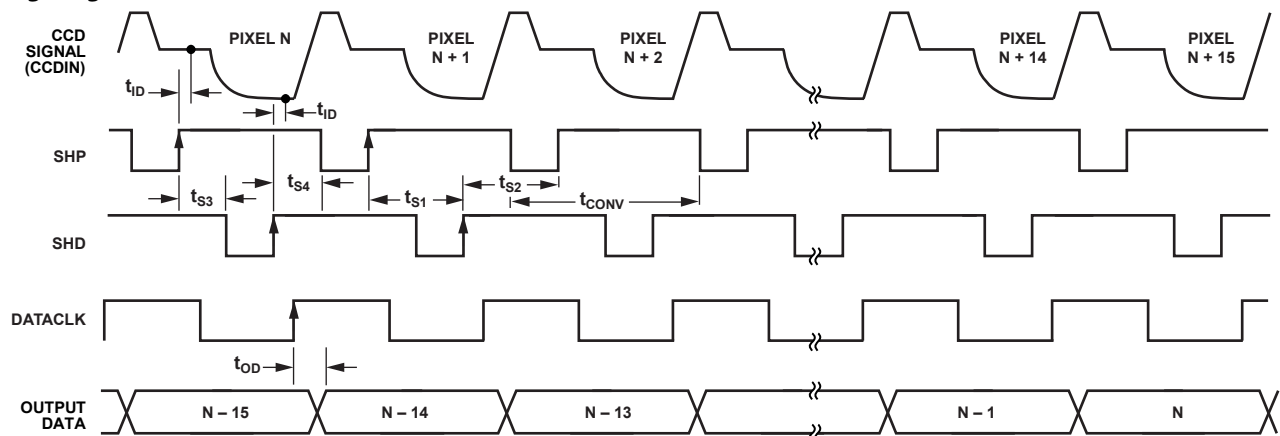 CCD
SIGNAL
(CCDIN)
PIXEL N
PIXEL
N + 1
PIXEL
N + 2
PIXEL
N + 14
PIXEL
N + 15
tID
tID
SHP
tS3
tS4
tS1
tS2
tCONV
SHD
DATACLK
tOD
OUTPUT
DATA
N – 15
N – 14
N – 13
N – 1
N